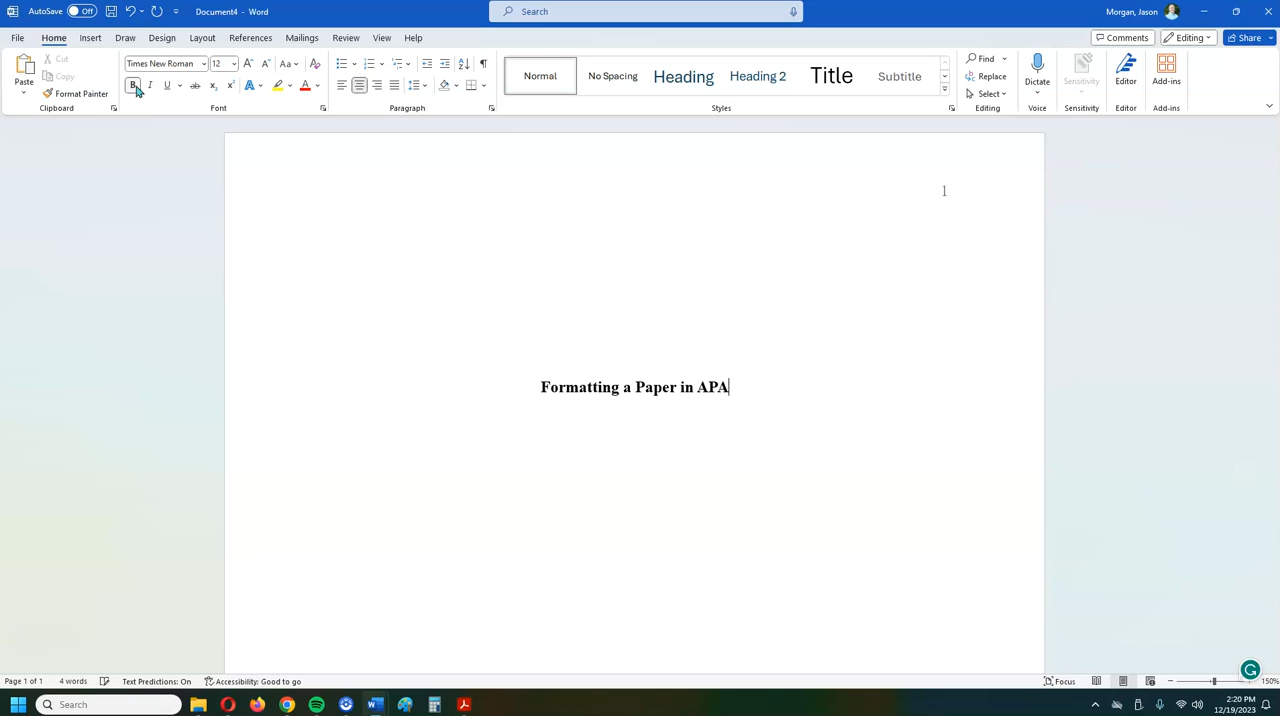 AutoSave Off Document4 - Word Search Morgan, Jason
File Home Insert Draw Design Layout References Mailings Review View Help Comments Editing Share
Paste Cut Copy Format Painter Clipboard
Times New Roman 12 Aa A B I U ab x₂ x² A A Font
Paragraph
Normal No Spacing Heading Heading 2 Title Subtitle Styles
Find Replace Select Editing
Dictate Voice
Sensitivity Sensitivity
Editor Editor
Add-ins Add-ins
1
Formatting a Paper in APA
Page 1 of 1 4 words Text Predictions: On Accessibility: Good to go Focus 150%
Search 2:20 PM
12/19/2023